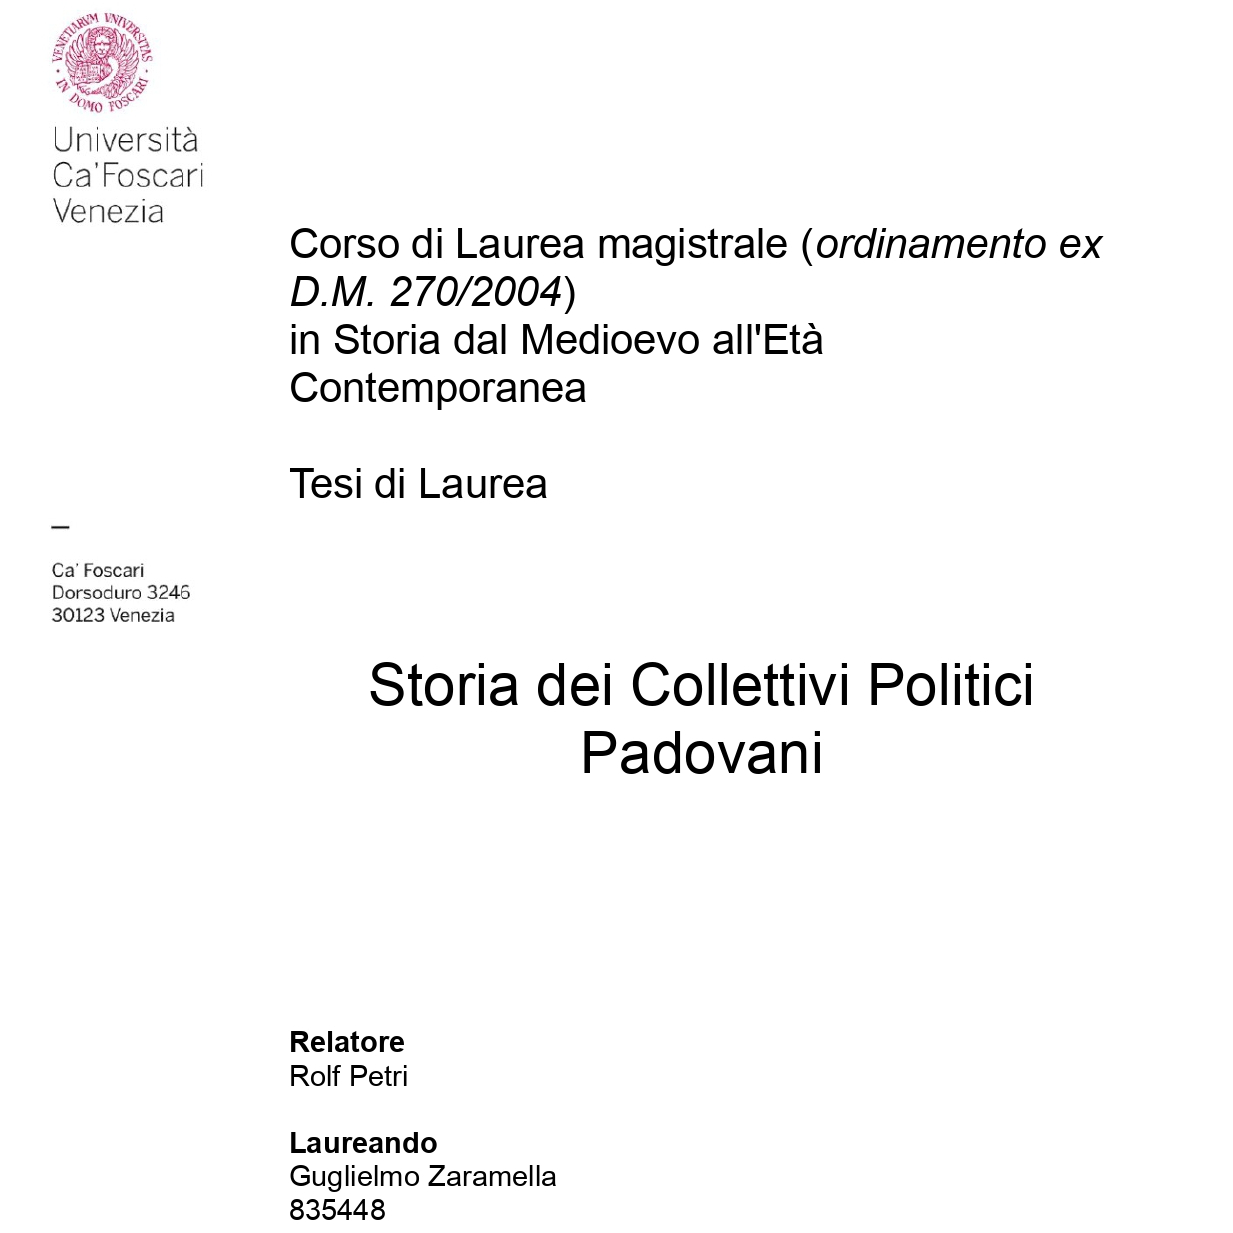 VENETIARVM VNIVERSITAS
IN DOMO FOSCARI
Università
Ca'Foscari
Venezia
Corso di Laurea magistrale (ordinamento ex
D.M. 270/2004)
in Storia dal Medioevo all'Età
Contemporanea
Tesi di Laurea
—
Ca' Foscari
Dorsoduro 3246
30123 Venezia
Storia dei Collettivi Politici
Padovani
Relatore
Rolf Petri
Laureando
Guglielmo Zaramella
835448